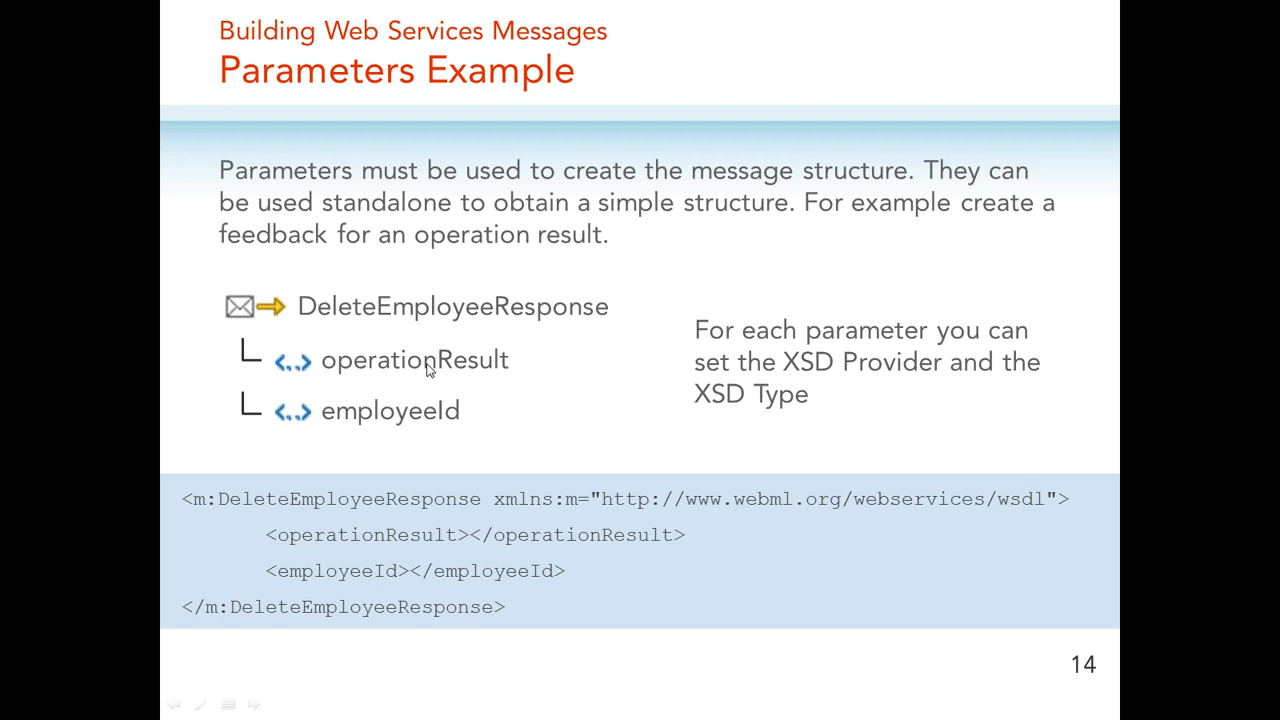 Building Web Services Messages
Parameters Example
Parameters must be used to create the message structure. They can
be used standalone to obtain a simple structure. For example create a
feedback for an operation result.
DeleteEmployeeResponse
operationResult
employeeId
For each parameter you can
set the XSD Provider and the
XSD Type
<m:DeleteEmployeeResponse xmlns:m="http://www.webml.org/webservices/wsdl">
<operationResult></operationResult>
<employeeId></employeeId>
</m:DeleteEmployeeResponse>
14